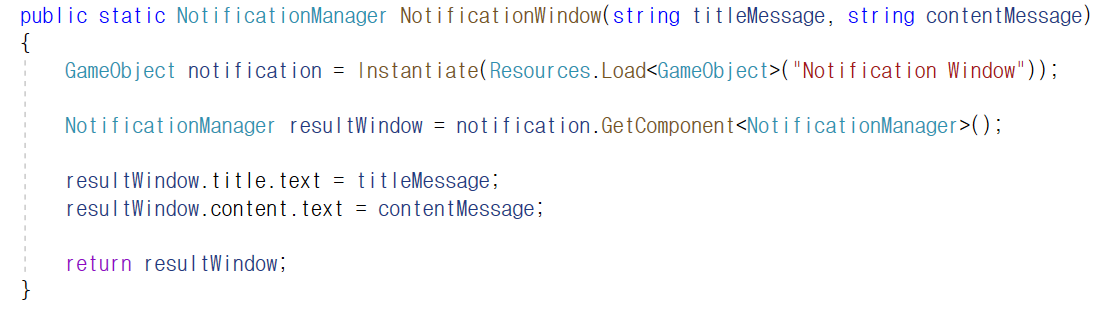 public static NotificationManager NotificationWindow(string titleMessage, string contentMessage)
{
GameObject notification = Instantiate(Resources.Load<GameObject>("Notification Window"));
NotificationManager resultWindow = notification.GetComponent<NotificationManager>();
resultWindow.title.text = titleMessage;
resultWindow.content.text = contentMessage;
return resultWindow;
}